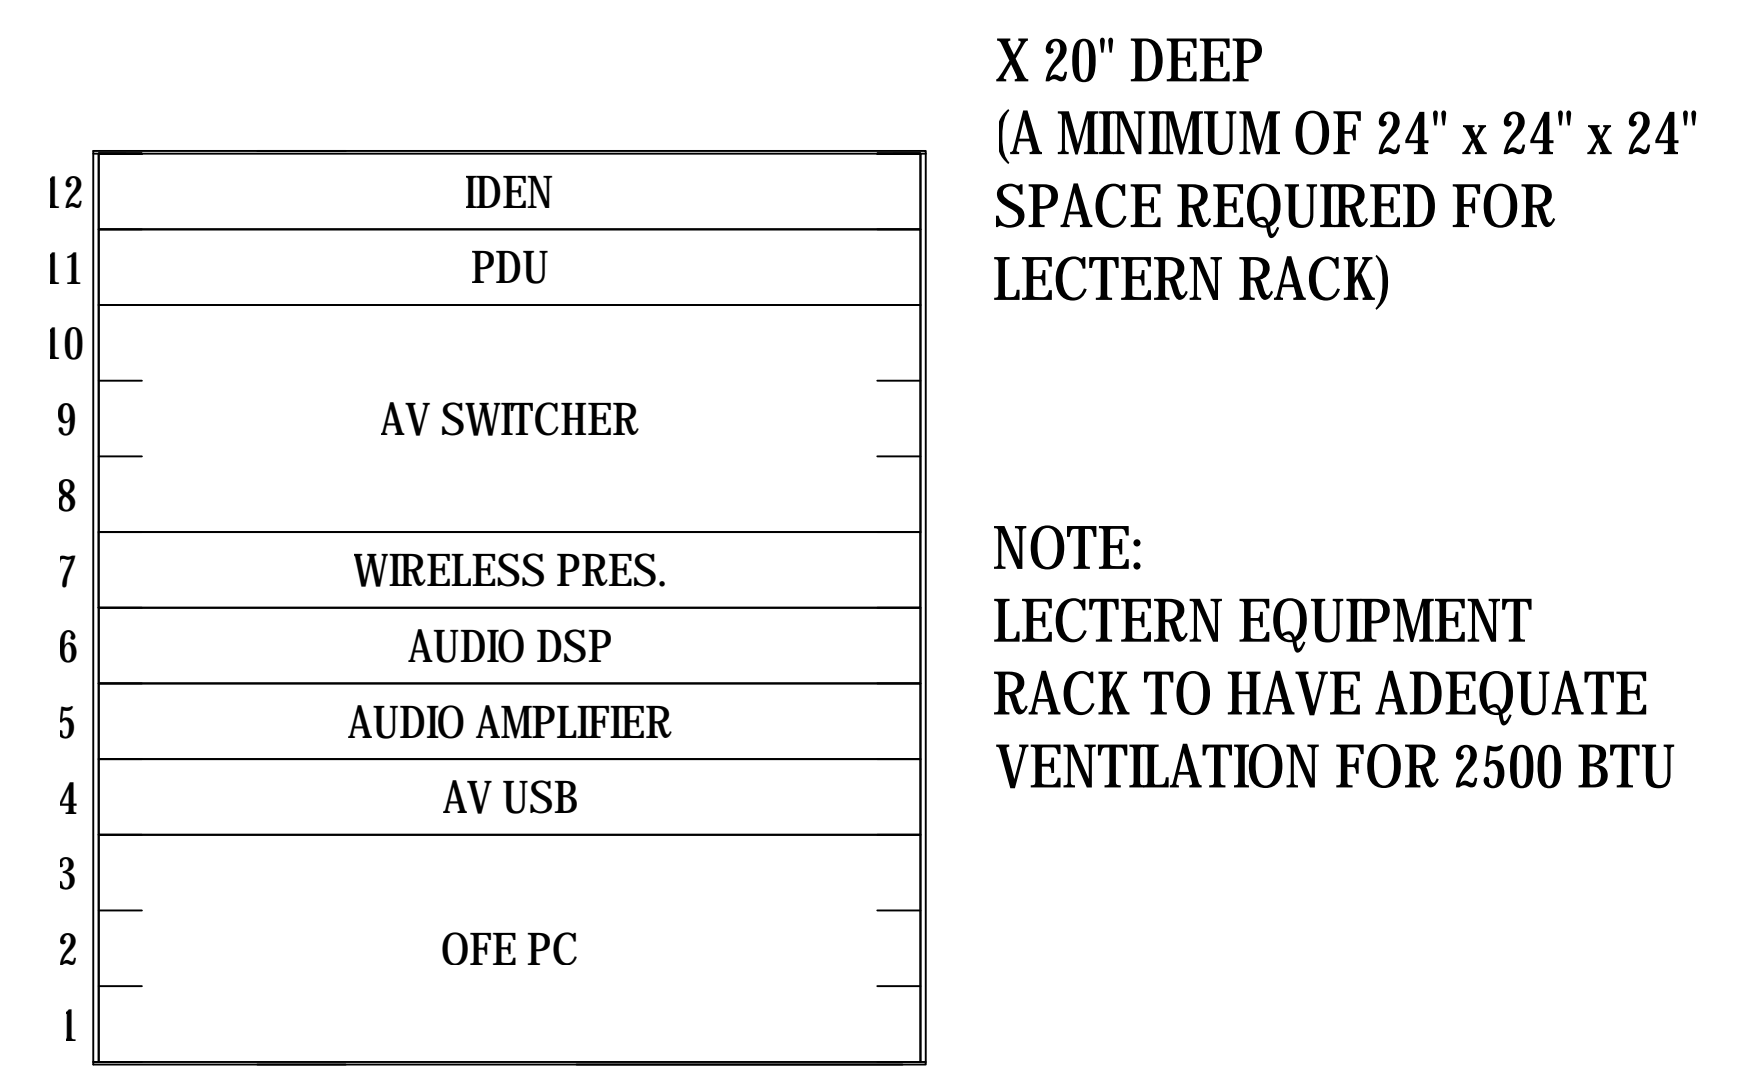 12 IDEN
11 PDU
10
9 AV SWITCHER
8
7 WIRELESS PRES.
6 AUDIO DSP
5 AUDIO AMPLIFIER
4 AV USB
3
2 OFE PC
1
X 20" DEEP
(A MINIMUM OF 24" x 24" x 24"
SPACE REQUIRED FOR
LECTERN RACK)
NOTE:
LECTERN EQUIPMENT
RACK TO HAVE ADEQUATE
VENTILATION FOR 2500 BTU